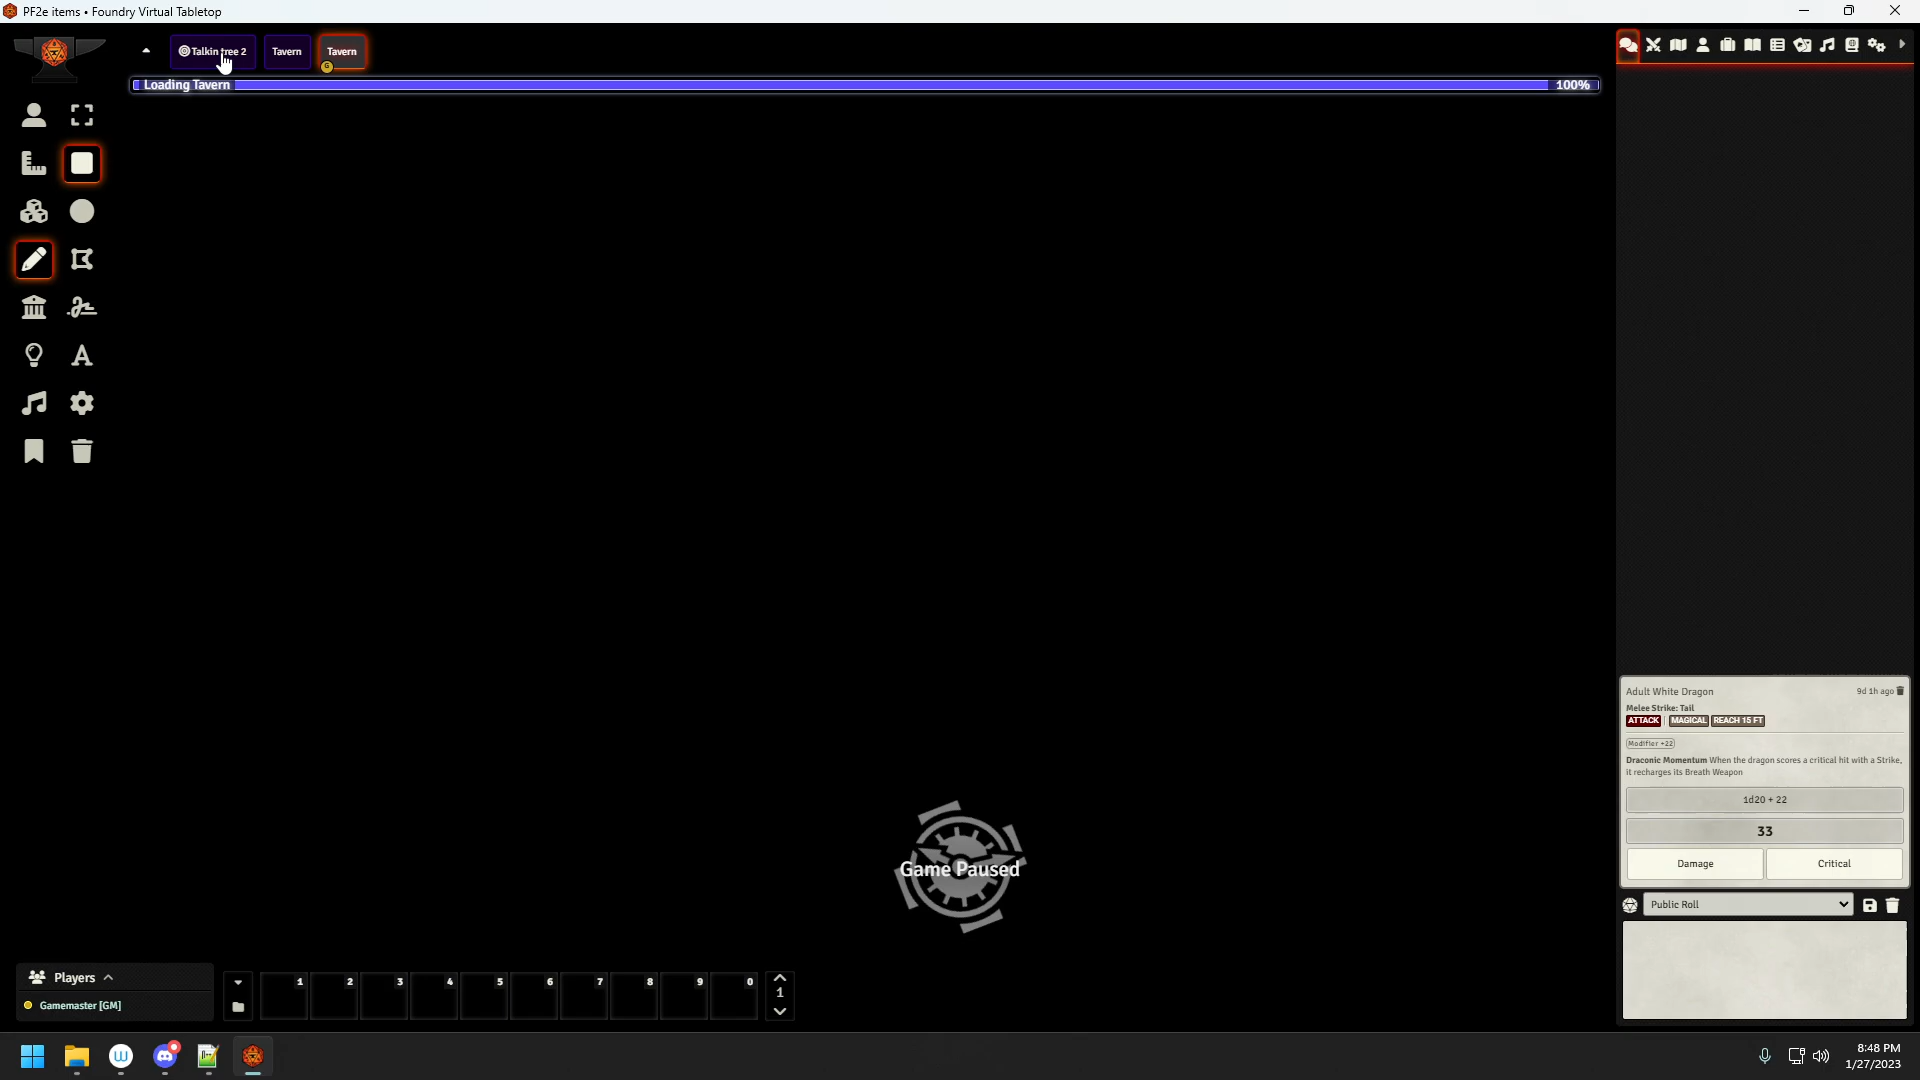 PF2e items • Foundry Virtual Tabletop
Talkin tree 2
Tavern
Tavern
G
Loading Tavern
100%
A
Adult White Dragon
9d 1h ago
Melee Strike: Tail
ATTACK MAGICAL REACH 15 FT
Modifier +22
Draconic Momentum When the dragon scores a critical hit with a Strike,
it recharges its Breath Weapon
1d20 + 22
33
Damage
Critical
Game Paused
Public Roll
Players
Gamemaster [GM]
1 2 3 4 5 6 7 8 9 0
1
8:48 PM
1/27/2023